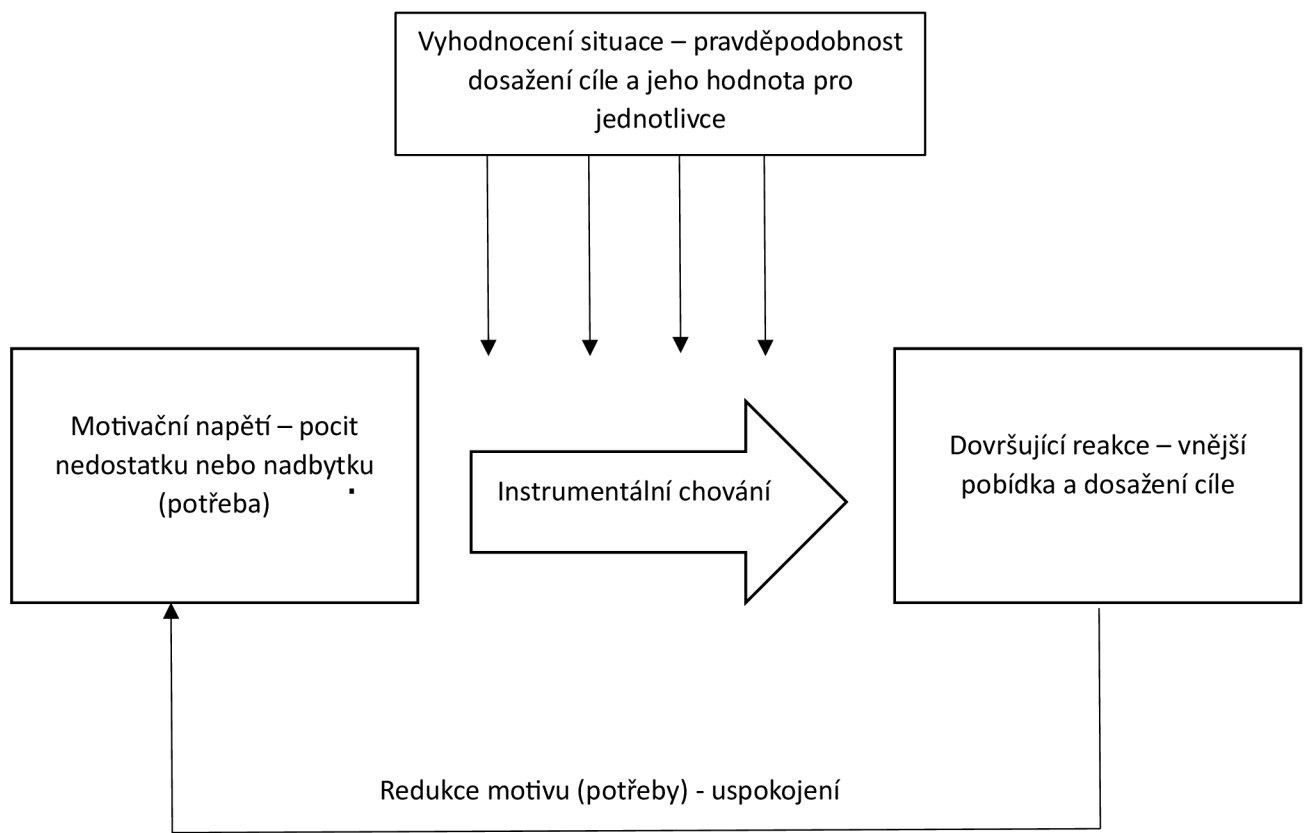 Vyhodnocení situace – pravděpodobnost
dosažení cíle a jeho hodnota pro
jednotlivce
Motivační napětí – pocit
nedostatku nebo nadbytku
(potřeba)
Instrumentální chování
Dovršující reakce – vnější
pobídka a dosažení cíle
Redukce motivu (potřeby) - uspokojení